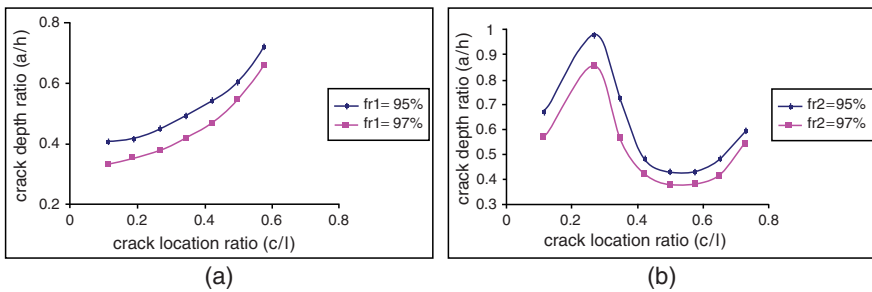 crack depth ratio (a/h)
0.8
0.6
0.4
0.2
0 0.2 0.4 0.6 0.8
crack location ratio (c/l)
fr1= 95%
fr1= 97%
(a)
crack depth ratio (a/h)
1
0.9
0.8
0.7
0.6
0.5
0.4
0.3
0 0.2 0.4 0.6 0.8
crack location ratio (c/l)
fr2= 95%
fr2= 97%
(b)